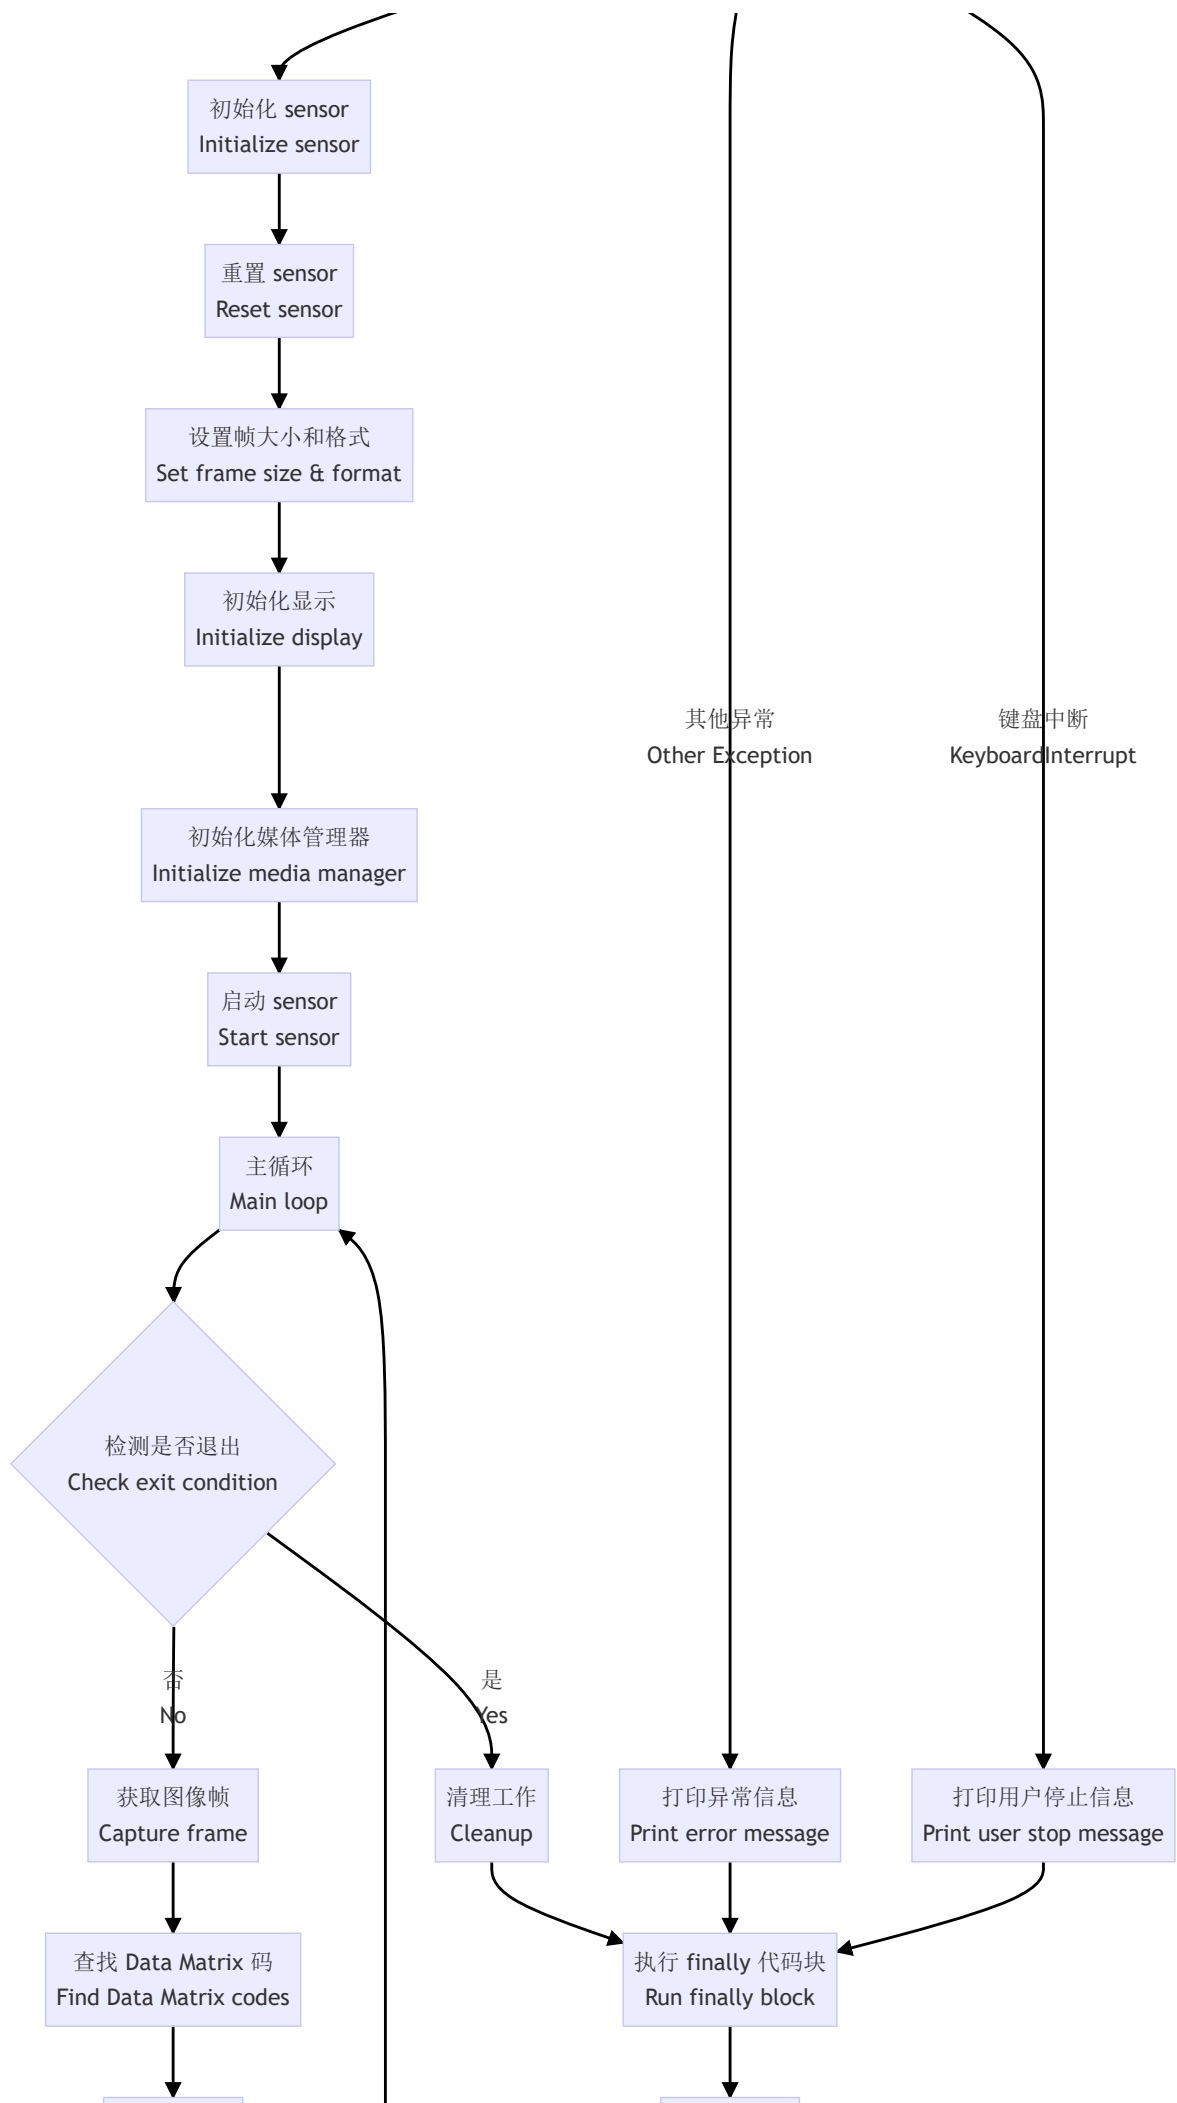 初始化 sensor
Initialize sensor
重置 sensor
Reset sensor
设置帧大小和格式
Set frame size & format
初始化显示
Initialize display
其他异常
Other Exception
键盘中断
KeyboardInterrupt
初始化媒体管理器
Initialize media manager
启动 sensor
Start sensor
主循环
Main loop
检测是否退出
Check exit condition
否
No
是
Yes
获取图像帧
Capture frame
清理工作
Cleanup
打印异常信息
Print error message
打印用户停止信息
Print user stop message
查找 Data Matrix 码
Find Data Matrix codes
执行 finally 代码块
Run finally block